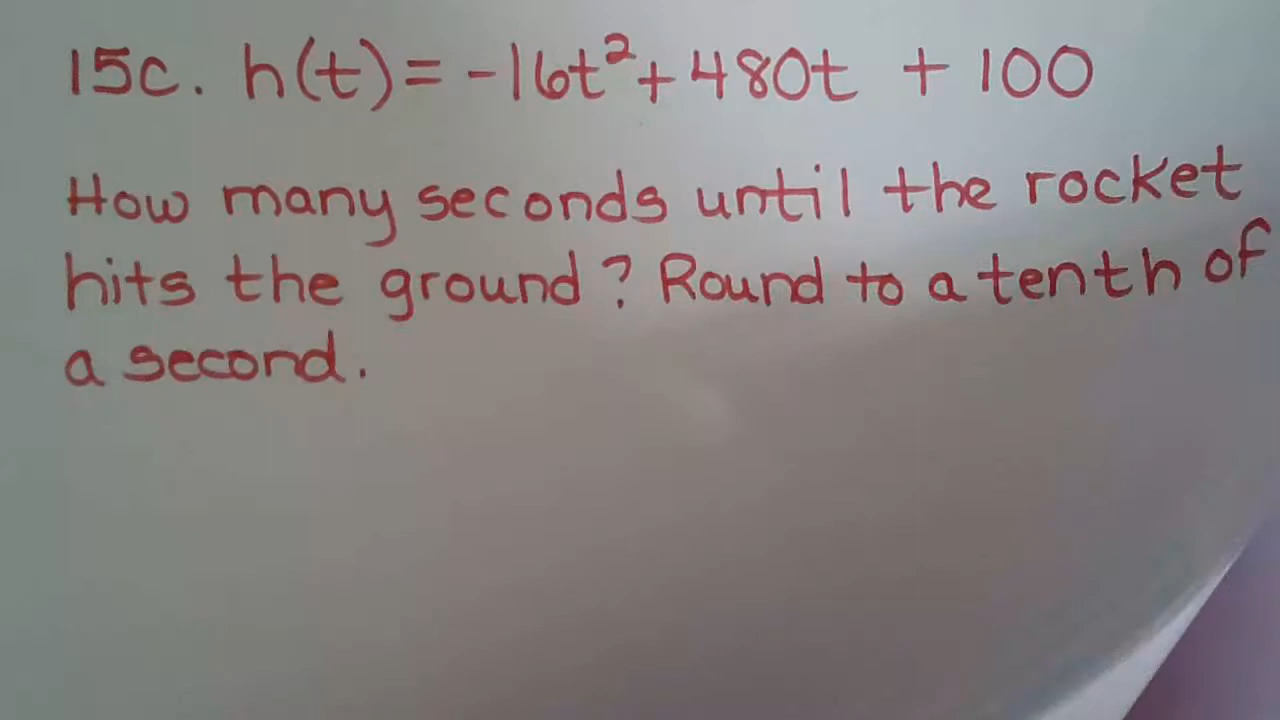 15c. h(t) = -16t²+480t + 100
How many seconds until the rocket
hits the ground? Round to a tenth of
a second.